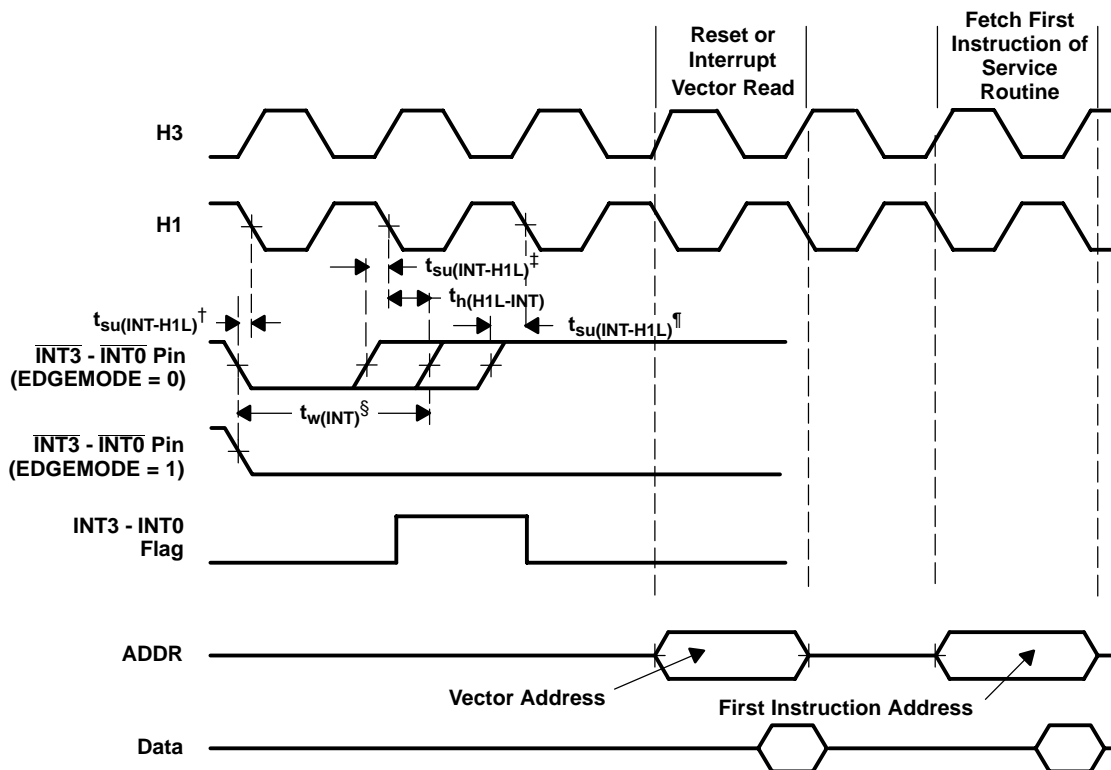 Reset or
Interrupt
Vector Read
Fetch First
Instruction of
Service
Routine
H3
H1
tsu(INT-H1L)‡
th(H1L-INT)
tsu(INT-H1L)†
tsu(INT-H1L)¶
INT3 - INT0 Pin
(EDGEMODE = 0)
tw(INT)§
INT3 - INT0 Pin
(EDGEMODE = 1)
INT3 - INT0
Flag
ADDR
Vector Address
First Instruction Address
Data